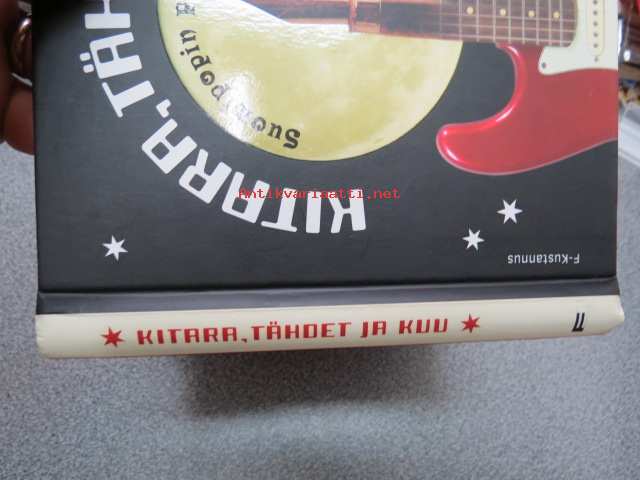 KITARA, TÄH
Suomipopin
Antikvariaatti.net
F-Kustannus
KITARA, TÄHDET JA KUU